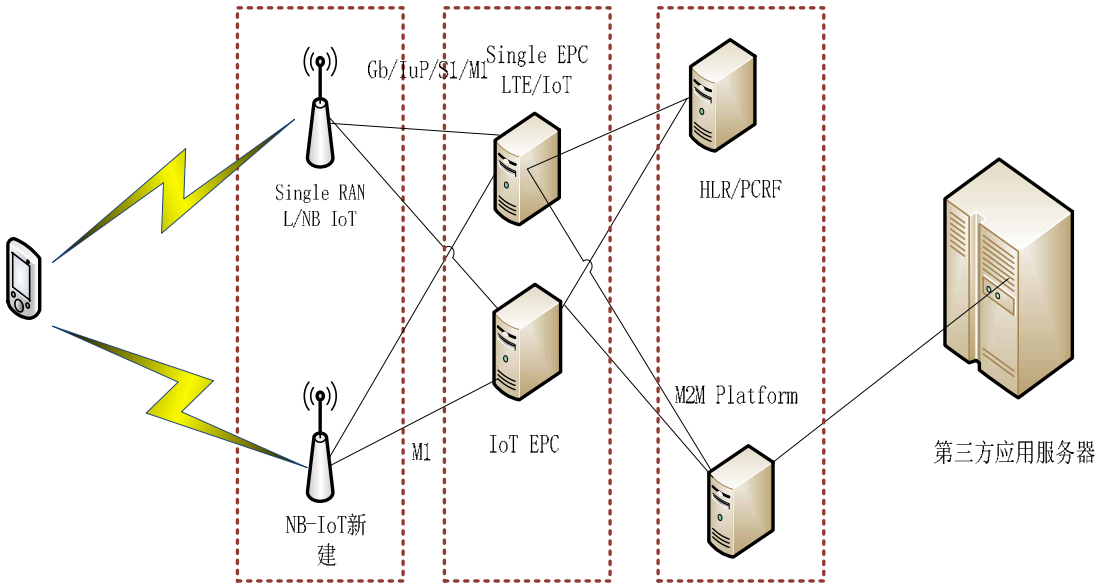 Gb/IuP/S1/M1
Single EPC
LTE/IoT
Single RAN
L/NB IoT
HLR/PCRF
M2M Platform
IoT EPC
M1
第三方应用服务器
NB-IoT新
建